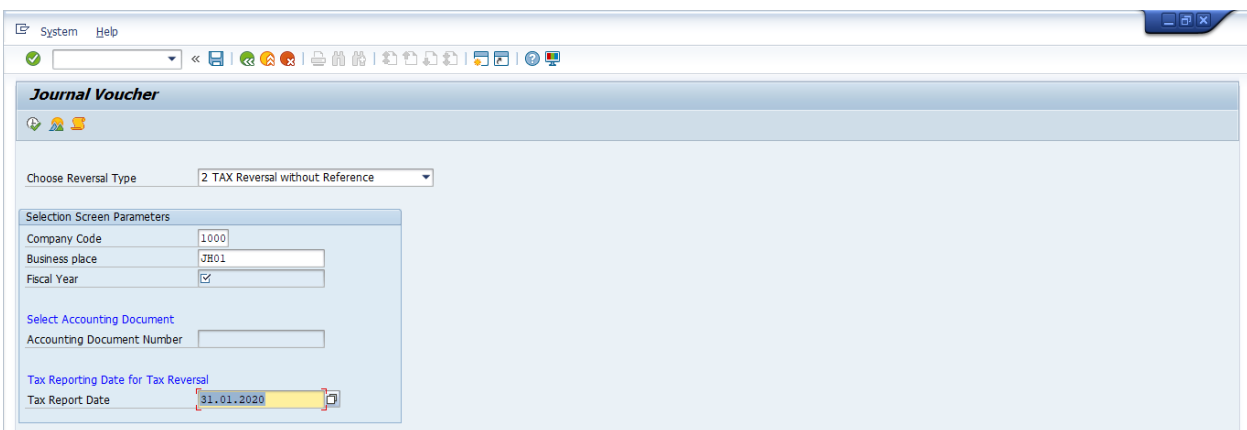 System Help
Journal Voucher
Choose Reversal Type 2 TAX Reversal without Reference
Selection Screen Parameters
Company Code 1000
Business place JH01
Fiscal Year
Select Accounting Document
Accounting Document Number
Tax Reporting Date for Tax Reversal
Tax Report Date 31.01.2020